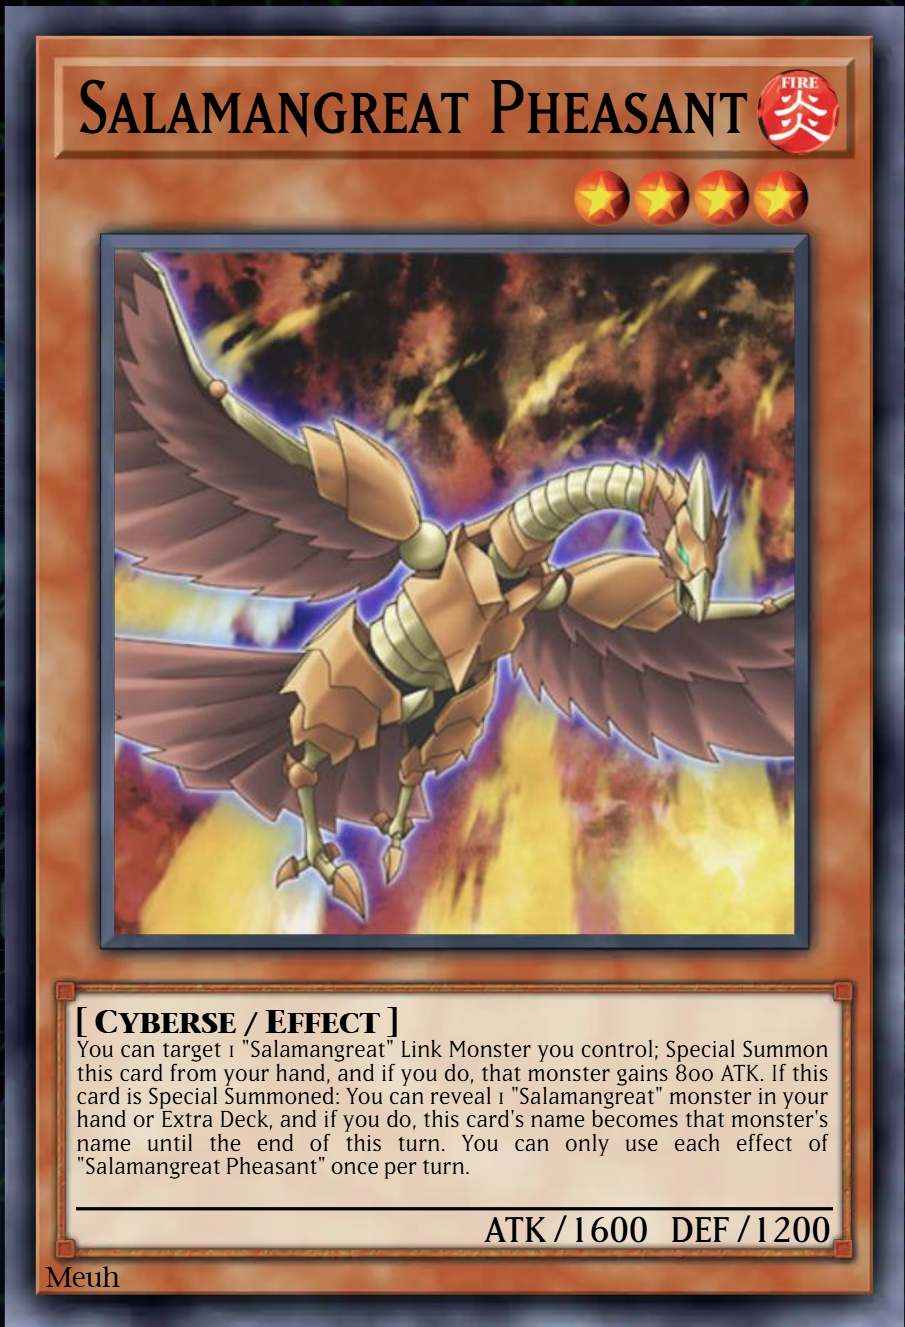 Salamangreat Pheasant
FIRE
炎
[ Cyberse / Effect ]
You can target 1 "Salamangreat" Link Monster you control; Special Summon
this card from your hand, and if you do, that monster gains 800 ATK. If this
card is Special Summoned: You can reveal 1 "Salamangreat" monster in your
hand or Extra Deck, and if you do, this card's name becomes that monster's
name until the end of this turn. You can only use each effect of
"Salamangreat Pheasant" once per turn.
ATK/1600 DEF/1200
Meuh